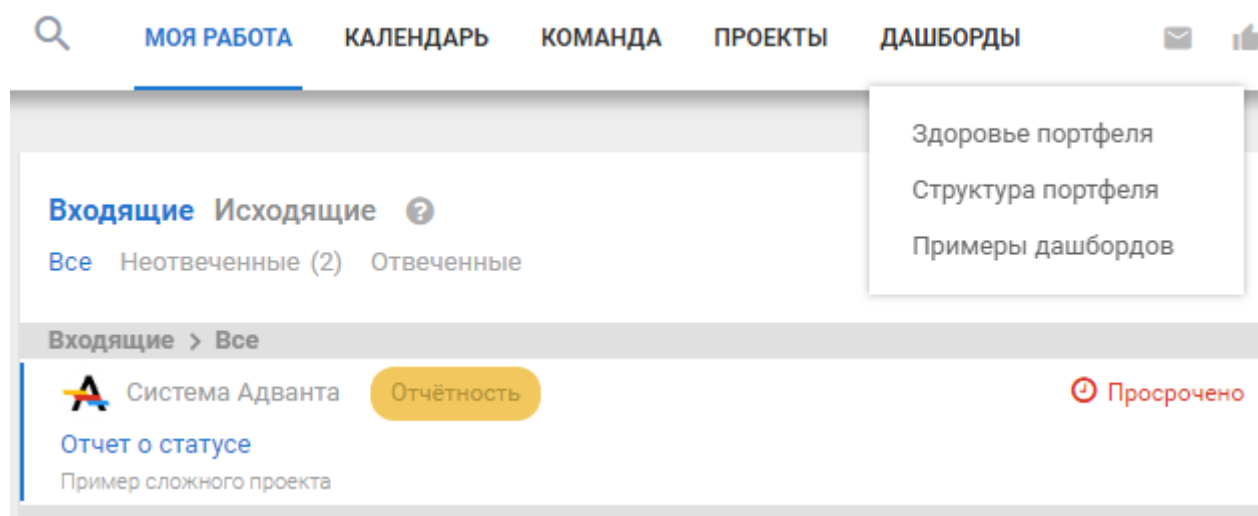 МОЯ РАБОТА КАЛЕНДАРЬ КОМАНДА ПРОЕКТЫ ДАШБОРДЫ
Здоровье портфеля
Структура портфеля
Примеры дашбордов
Входящие Исходящие ?
Все Неотвеченные (2) Отвеченные
Входящие > Все
Система Адванта Отчётность Просрочено
Отчет о статусе
Пример сложного проекта